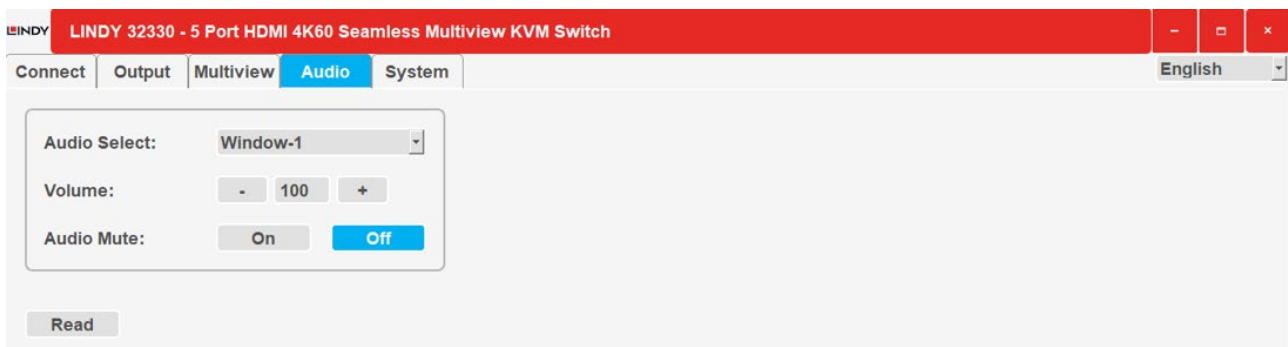 LINDY LINDY 32330 - 5 Port HDMI 4K60 Seamless Multiview KVM Switch
Connect Output Multiview Audio System English
Audio Select: Window-1
Volume: - 100 +
Audio Mute: On Off
Read